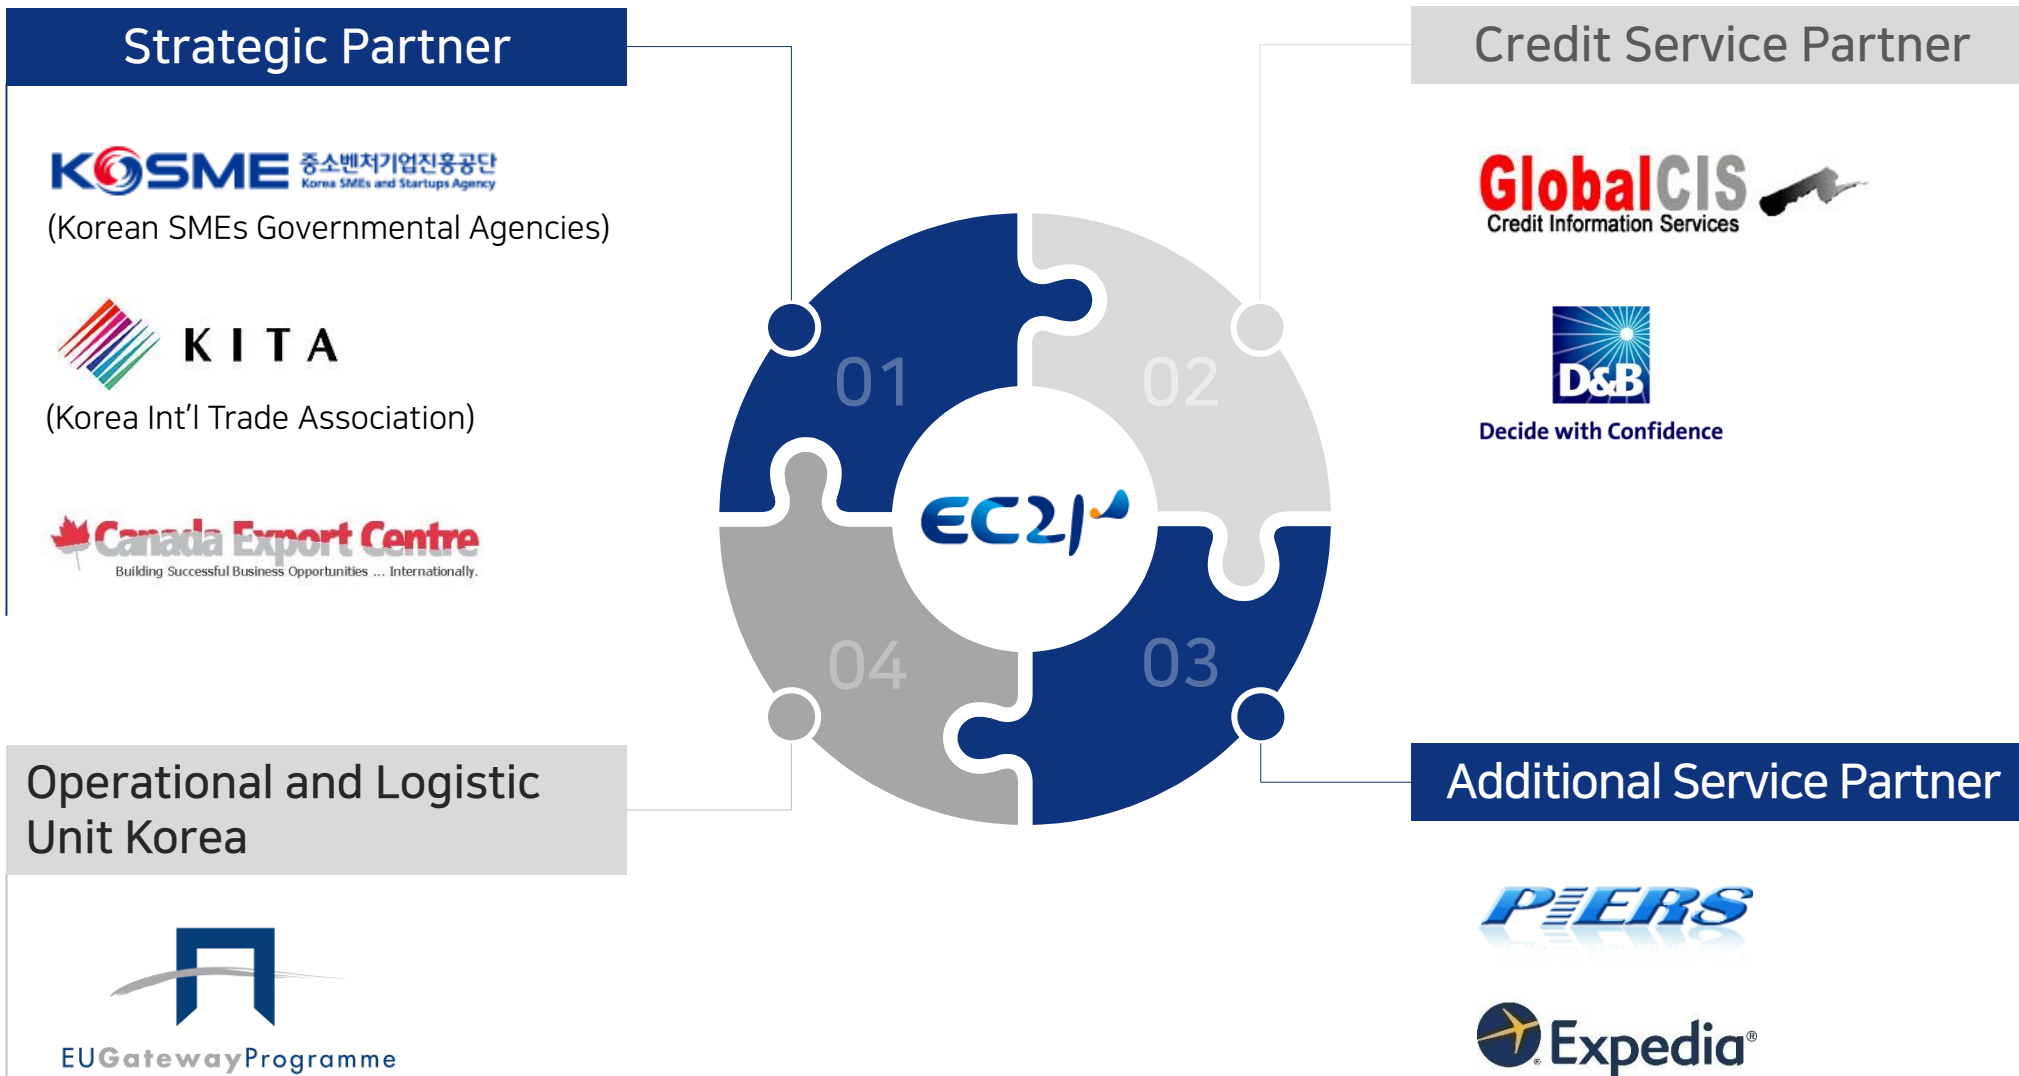 Strategic Partner
KOSME 중소벤처기업진흥공단
Korea SMEs and Startups Agency
(Korean SMEs Governmental Agencies)
KITA
(Korea Int'l Trade Association)
Canada Export Centre
Building Successful Business Opportunities ... Internationally.
Credit Service Partner
GlobalCIS
Credit Information Services
D&B
Decide with Confidence
01
02
EC21
04
03
Operational and Logistic
Unit Korea
EUGatewayProgramme
Additional Service Partner
PIERS
Expedia®